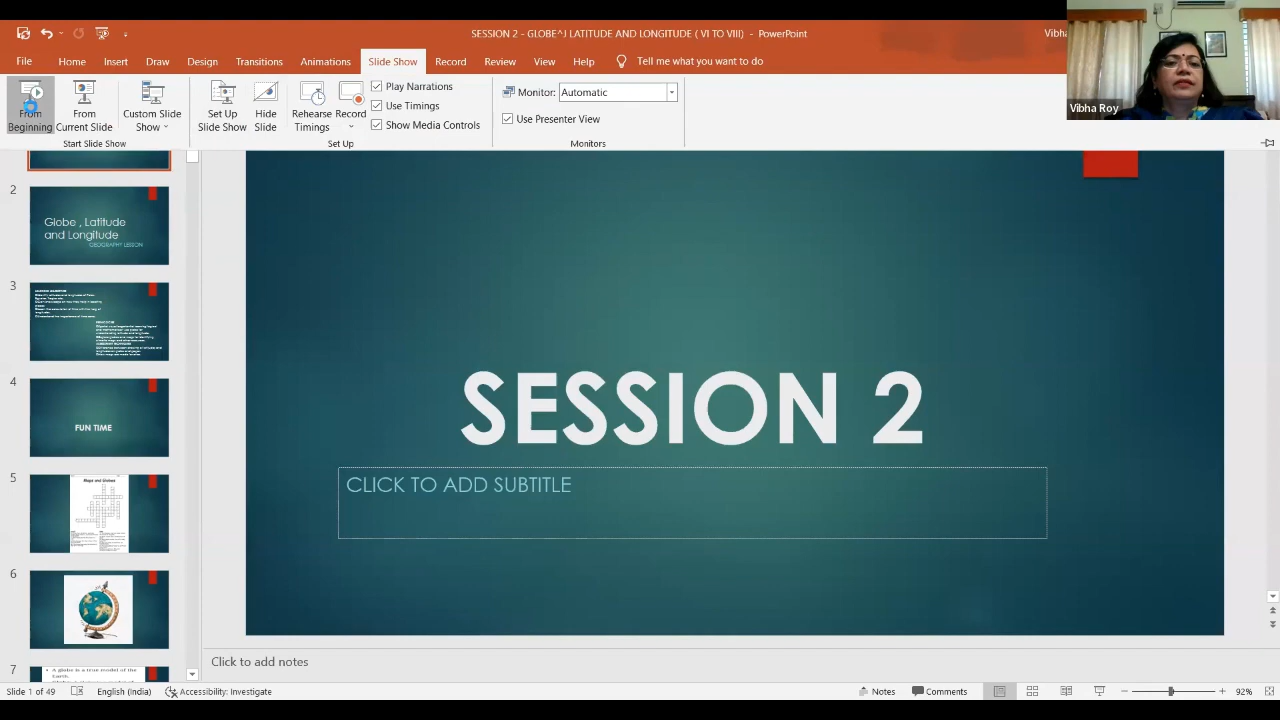 SESSION 2 - GLOBE^J LATITUDE AND LONGITUDE ( VI TO VIII) - PowerPoint
Vibha
File
Home
Insert
Draw
Design
Transitions
Animations
Slide Show
Record
Review
View
Help
Tell me what you want to do
From
Beginning
From
Current Slide
Custom Slide
Show
Start Slide Show
Set Up
Slide Show
Hide
Slide
Rehearse
Timings
Record
Play Narrations
Use Timings
Show Media Controls
Set Up
Monitor:
Automatic
Use Presenter View
Monitors
Vibha Roy
2
Globe , Latitude
and Longitude
GEOGRAPHY LESSON
3
4
FUN TIME
5
Maps and Globes
6
7
A globe is a true model of the
Earth.
SESSION 2
CLICK TO ADD SUBTITLE
Click to add notes
Slide 1 of 49
English (India)
Accessibility: Investigate
Notes
Comments
92%